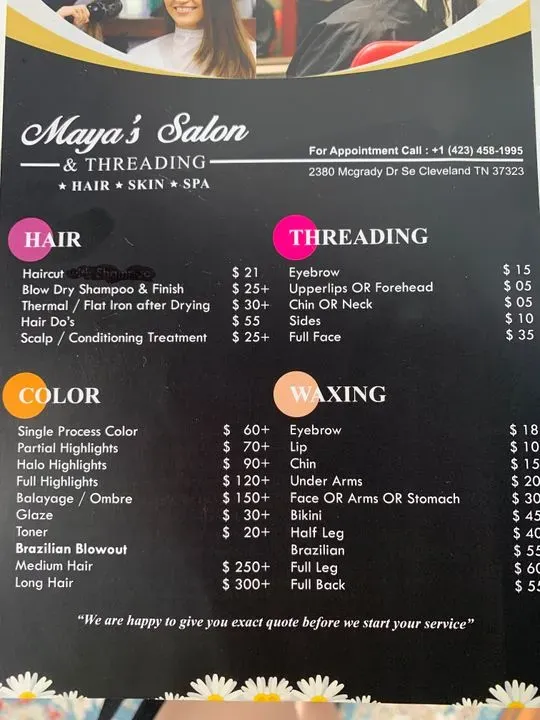 Maya's Salon
& THREADING
★ HAIR ★ SKIN ★ SPA
For Appointment Call : +1 (423) 458-1995
2380 Mcgrady Dr Se Cleveland TN 37323
HAIR
Haircut $ 21
Blow Dry Shampoo & Finish $ 25+
Thermal / Flat Iron after Drying $ 30+
Hair Do's $ 55
Scalp / Conditioning Treatment $ 25+
THREADING
Eyebrow $ 15
Upperlips OR Forehead $ 05
Chin OR Neck $ 05
Sides $ 10
Full Face $ 35
COLOR
Single Process Color $ 60+
Partial Highlights $ 70+
Halo Highlights $ 90+
Full Highlights $ 120+
Balayage / Ombre $ 150+
Glaze $ 30+
Toner $ 20+
Brazilian Blowout
Medium Hair $ 250+
Long Hair $ 300+
WAXING
Eyebrow $ 18
Lip $ 10
Chin $ 15
Under Arms $ 20
Face OR Arms OR Stomach $ 30
Bikini $ 45
Half Leg $ 40
Brazilian $ 55
Full Leg $ 60
Full Back $ 55
“We are happy to give you exact quote before we start your service”